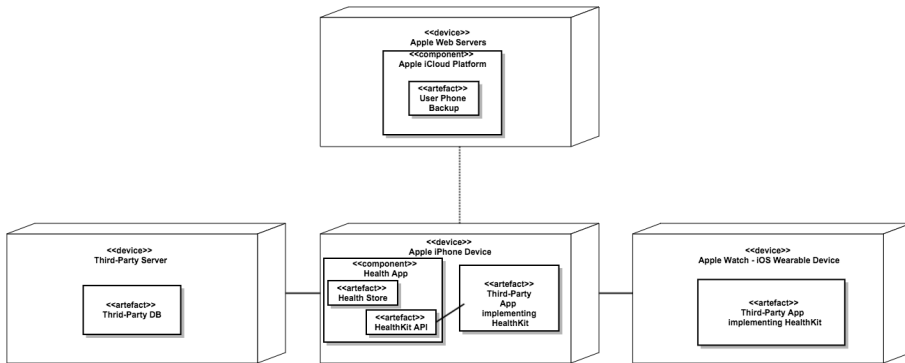 <<device>>
Apple Web Servers
<<component>>
Apple iCloud Platform
<<artefact>>
User Phone
Backup
<<device>>
Third-Party Server
<<artefact>>
Thrid-Party DB
<<device>>
Apple iPhone Device
<<component>>
Health App
<<artefact>>
Health Store
<<artefact>>
HealthKit API
<<artefact>>
Third-Party
App
implementing
HealthKit
<<device>>
Apple Watch - iOS Wearable Device
<<artefact>>
Third-Party App
implementing HealthKit